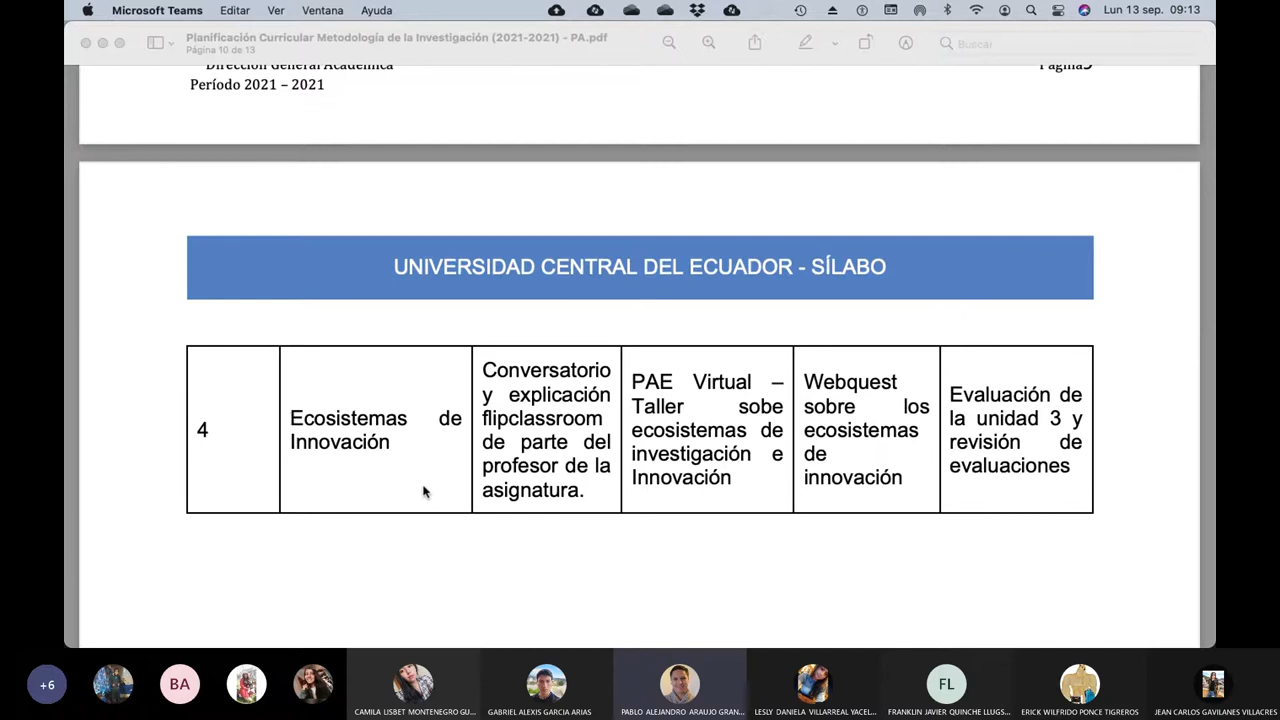 Microsoft Teams Editar Ver Ventana Ayuda Lun 13 sep. 09:13
Planificación Curricular Metodología de la Investigación (2021-2021) - PA.pdf
Página 10 de 13
Buscar
Dirección General Académica
Página9
Período 2021 – 2021
UNIVERSIDAD CENTRAL DEL ECUADOR - SÍLABO
4
Ecosistemas de
Innovación
Conversatorio
y explicación
flipclassroom
de parte del
profesor de la
asignatura.
PAE Virtual –
Taller sobe
ecosistemas de
investigación e
Innovación
Webquest
sobre los
ecosistemas
de
innovación
Evaluación de
la unidad 3 y
revisión de
evaluaciones
+6
BA
FL
CAMILA LISBET MONTENEGRO GU...
GABRIEL ALEXIS GARCIA ARIAS
PABLO ALEJANDRO ARAUJO GRAN...
LESLY DANIELA VILLARREAL YACEL...
FRANKLIN JAVIER QUINCHE LLUGS...
ERICK WILFRIDO PONCE TIGREROS
JEAN CARLOS GAVILANES VILLACRES